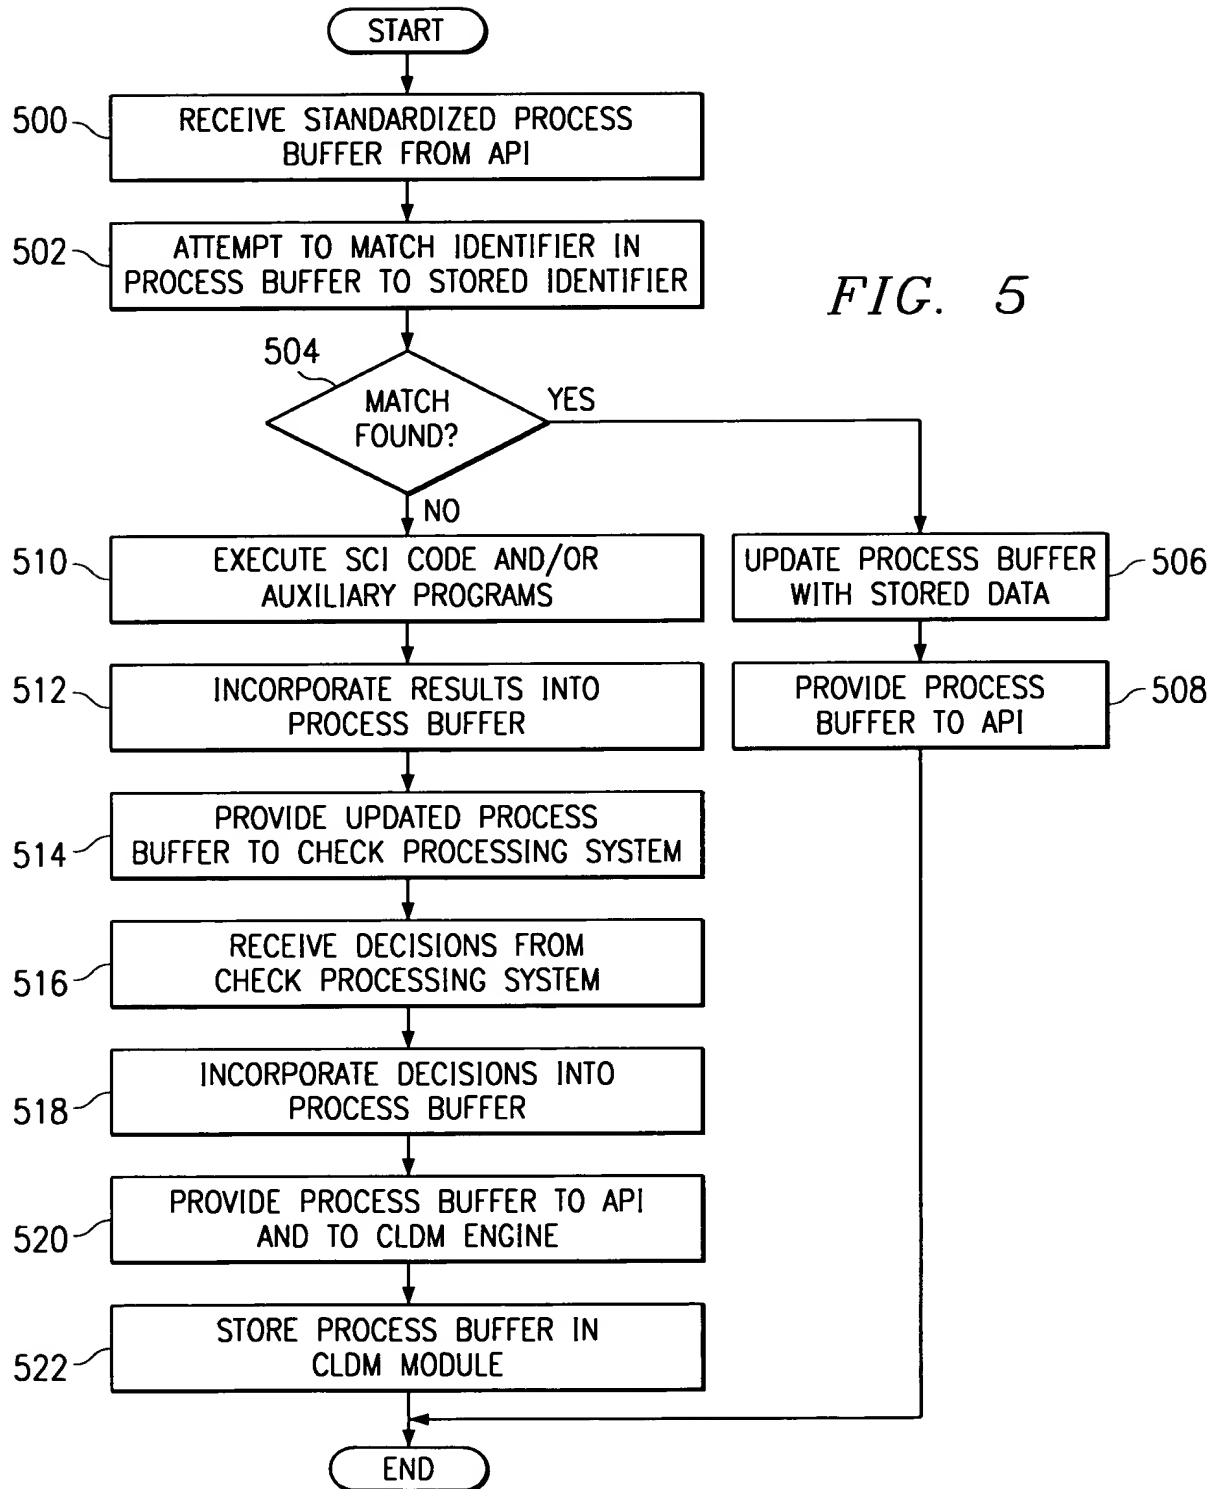 START
500
RECEIVE STANDARDIZED PROCESS
BUFFER FROM API
502
ATTEMPT TO MATCH IDENTIFIER IN
PROCESS BUFFER TO STORED IDENTIFIER
FIG. 5
504
MATCH
FOUND?
YES
NO
510
EXECUTE SCI CODE AND/OR
AUXILIARY PROGRAMS
UPDATE PROCESS BUFFER
WITH STORED DATA
506
512
INCORPORATE RESULTS INTO
PROCESS BUFFER
PROVIDE PROCESS
BUFFER TO API
508
514
PROVIDE UPDATED PROCESS
BUFFER TO CHECK PROCESSING SYSTEM
516
RECEIVE DECISIONS FROM
CHECK PROCESSING SYSTEM
518
INCORPORATE DECISIONS INTO
PROCESS BUFFER
520
PROVIDE PROCESS BUFFER TO API
AND TO CLDM ENGINE
522
STORE PROCESS BUFFER IN
CLDM MODULE
END